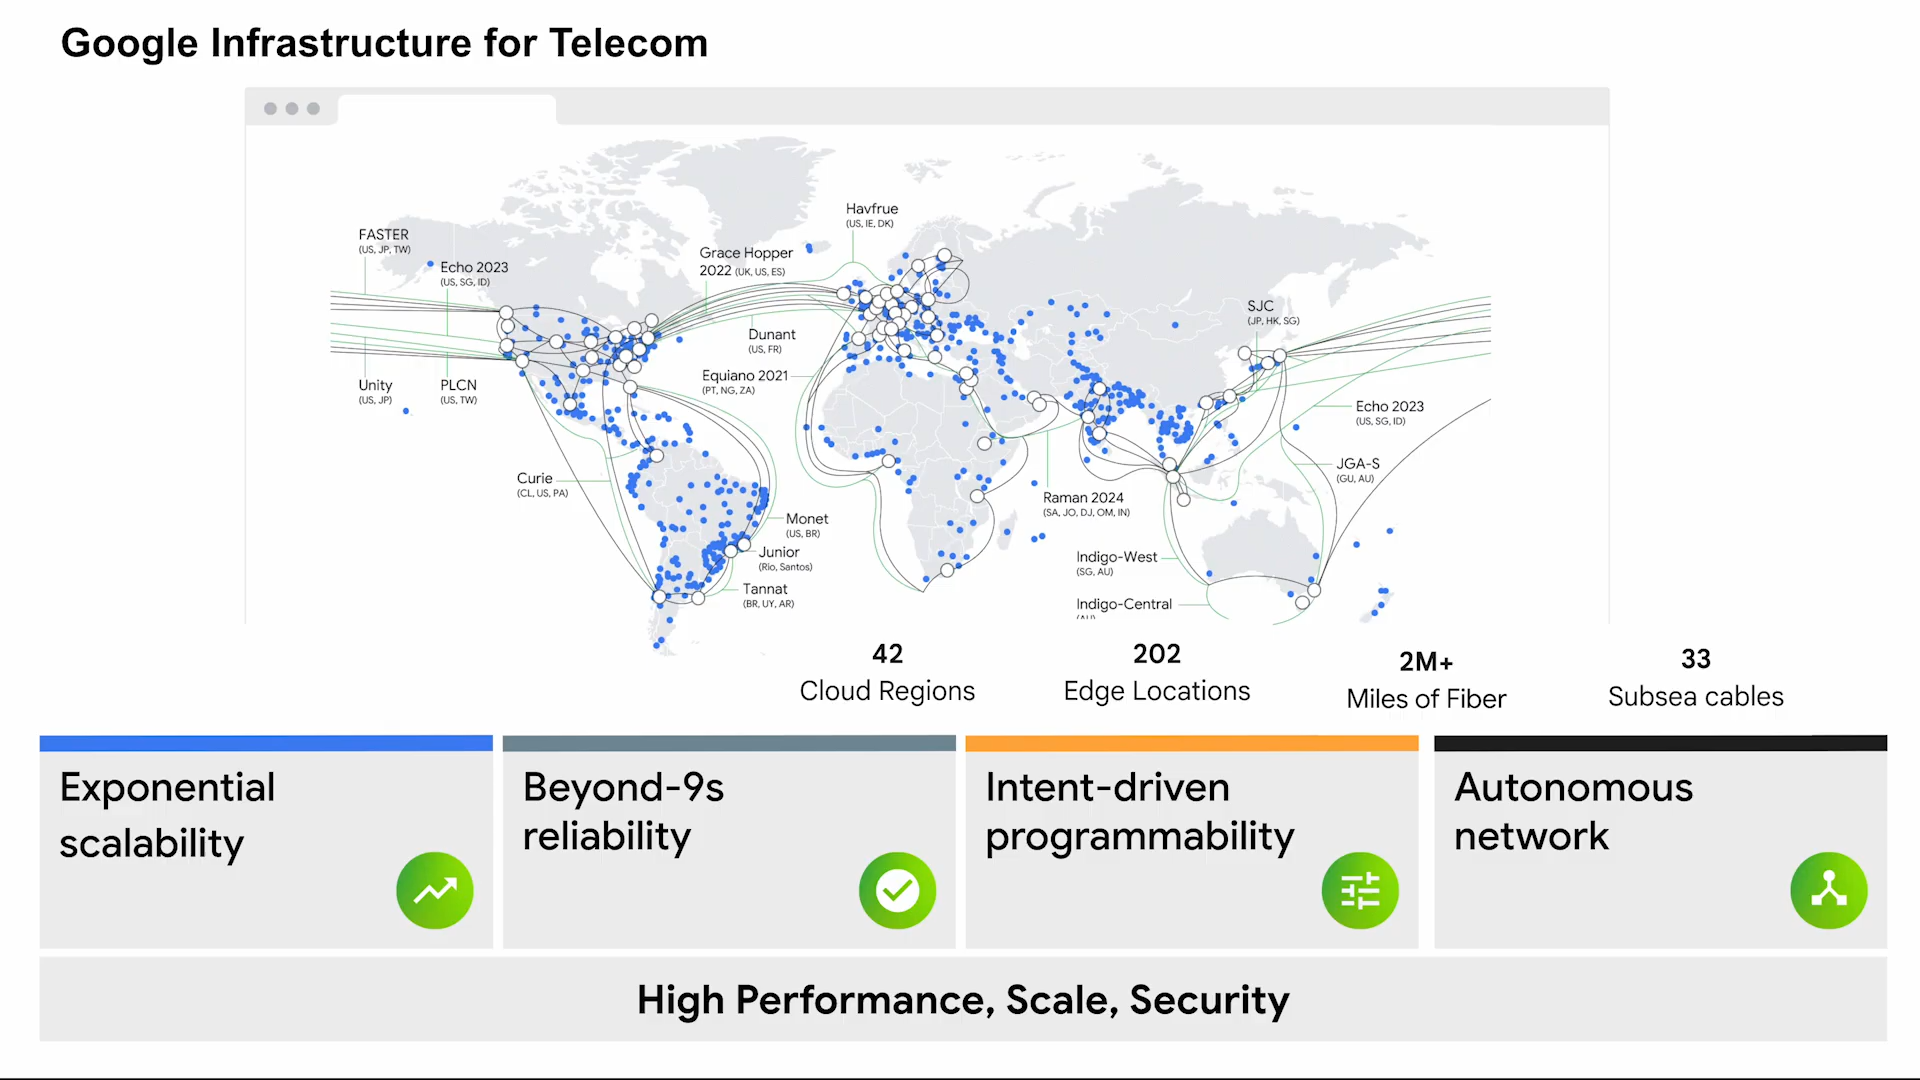 Google Infrastructure for Telecom
Havfrue
(US, IE, DK)
FASTER
(US, JP, TW)
Grace Hopper
2022 (UK, US, ES)
Echo 2023
(US, SG, ID)
SJC
(JP, HK, SG)
Dunant
(US, FR)
Equiano 2021
(PT, NG, ZA)
Unity
(US, JP)
PLCN
(US, TW)
Echo 2023
(US, SG, ID)
JGA-S
(GU, AU)
Curie
(CL, US, PA)
Raman 2024
(SA, JO, DJ, OM, IN)
Monet
(US, BR)
Junior
(Rio, Santos)
Indigo-West
(SG, AU)
Tannat
(BR, UY, AR)
Indigo-Central
(AU)
42
Cloud Regions
202
Edge Locations
2M+
Miles of Fiber
33
Subsea cables
Exponential
scalability
Beyond-9s
reliability
Intent-driven
programmability
Autonomous
network
High Performance, Scale, Security